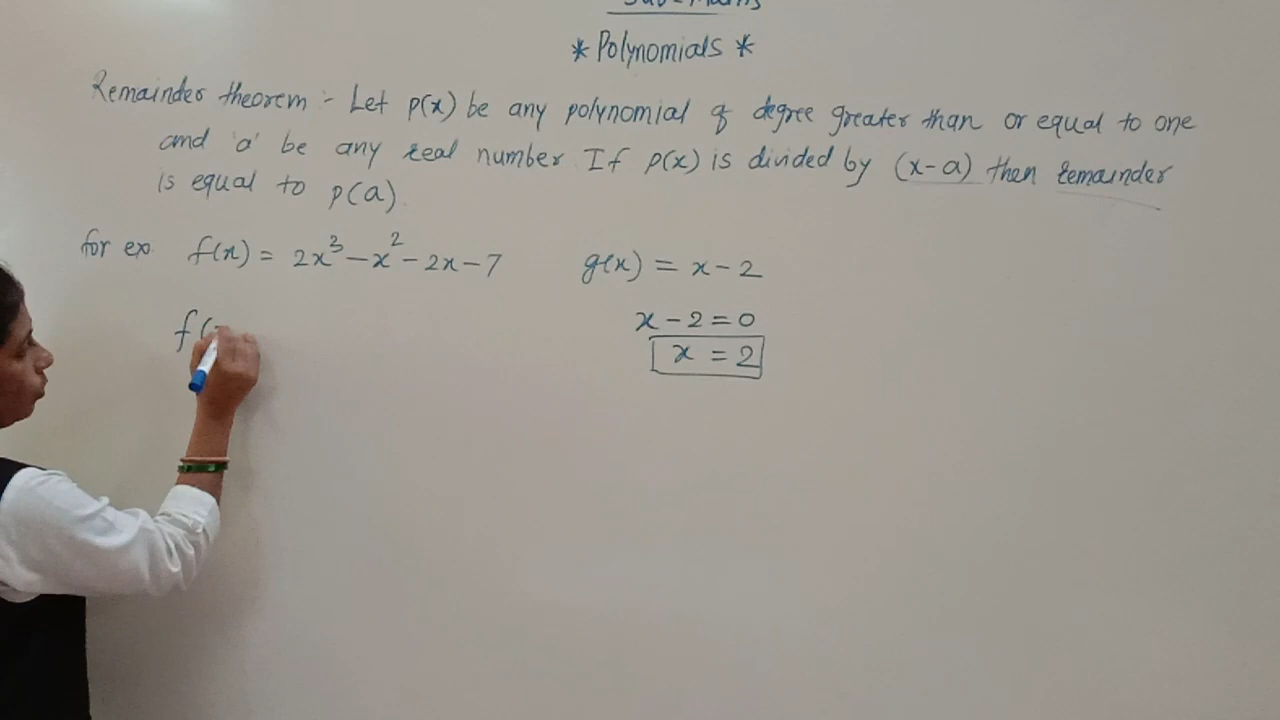 * Polynomials *
Remainder theorem :- Let p(x) be any polynomial of degree greater than or equal to one
and 'a' be any real number If p(x) is divided by (x-a) then remainder
is equal to p(a).
for ex. f(x) = 2x³ - x² - 2x - 7 g(x) = x - 2
x - 2 = 0
f(
x = 2